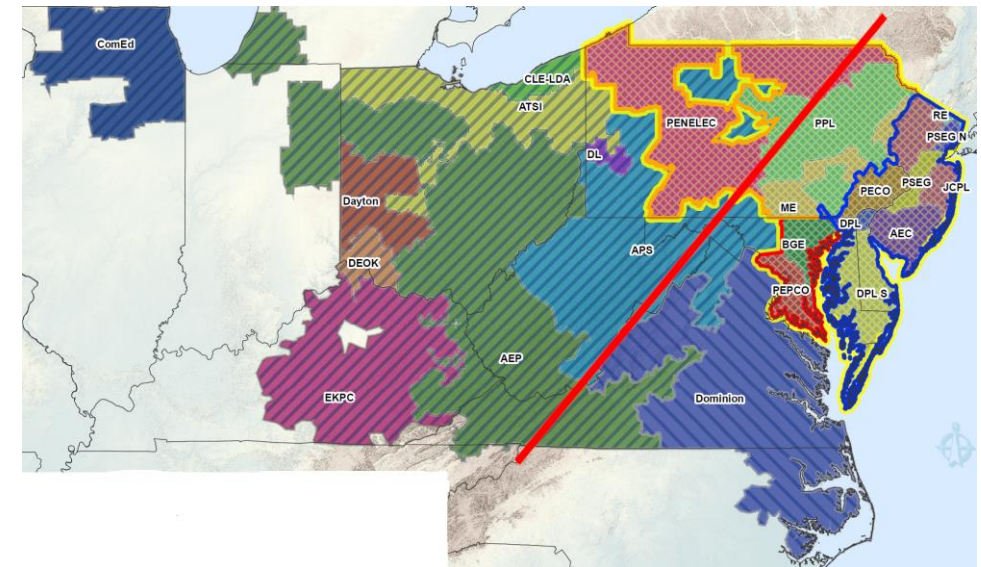 ComEd
CLE-LDA
ATSI
RE
PENELEC
PPL
PSEG N
DL
Dayton
PECO
PSEG
JCPL
ME
DPL
AEC
BGE
APS
DEOK
PEPCO
DPL S
AEP
EKPC
Dominion